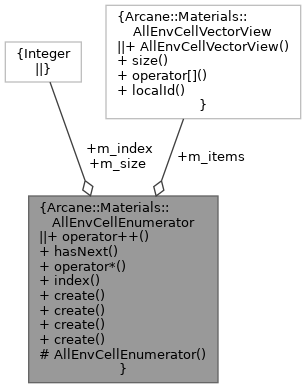 {Integer
||}
{Arcane::Materials::
AllEnvCellVectorView
||+ AllEnvCellVectorView()
+ size()
+ operator[]()
+ localId()
}
+m_index
+m_size
+m_items
{Arcane::Materials::
AllEnvCellEnumerator
||+ operator++()
+ hasNext()
+ operator*()
+ index()
+ create()
+ create()
+ create()
+ create()
# AllEnvCellEnumerator()
}